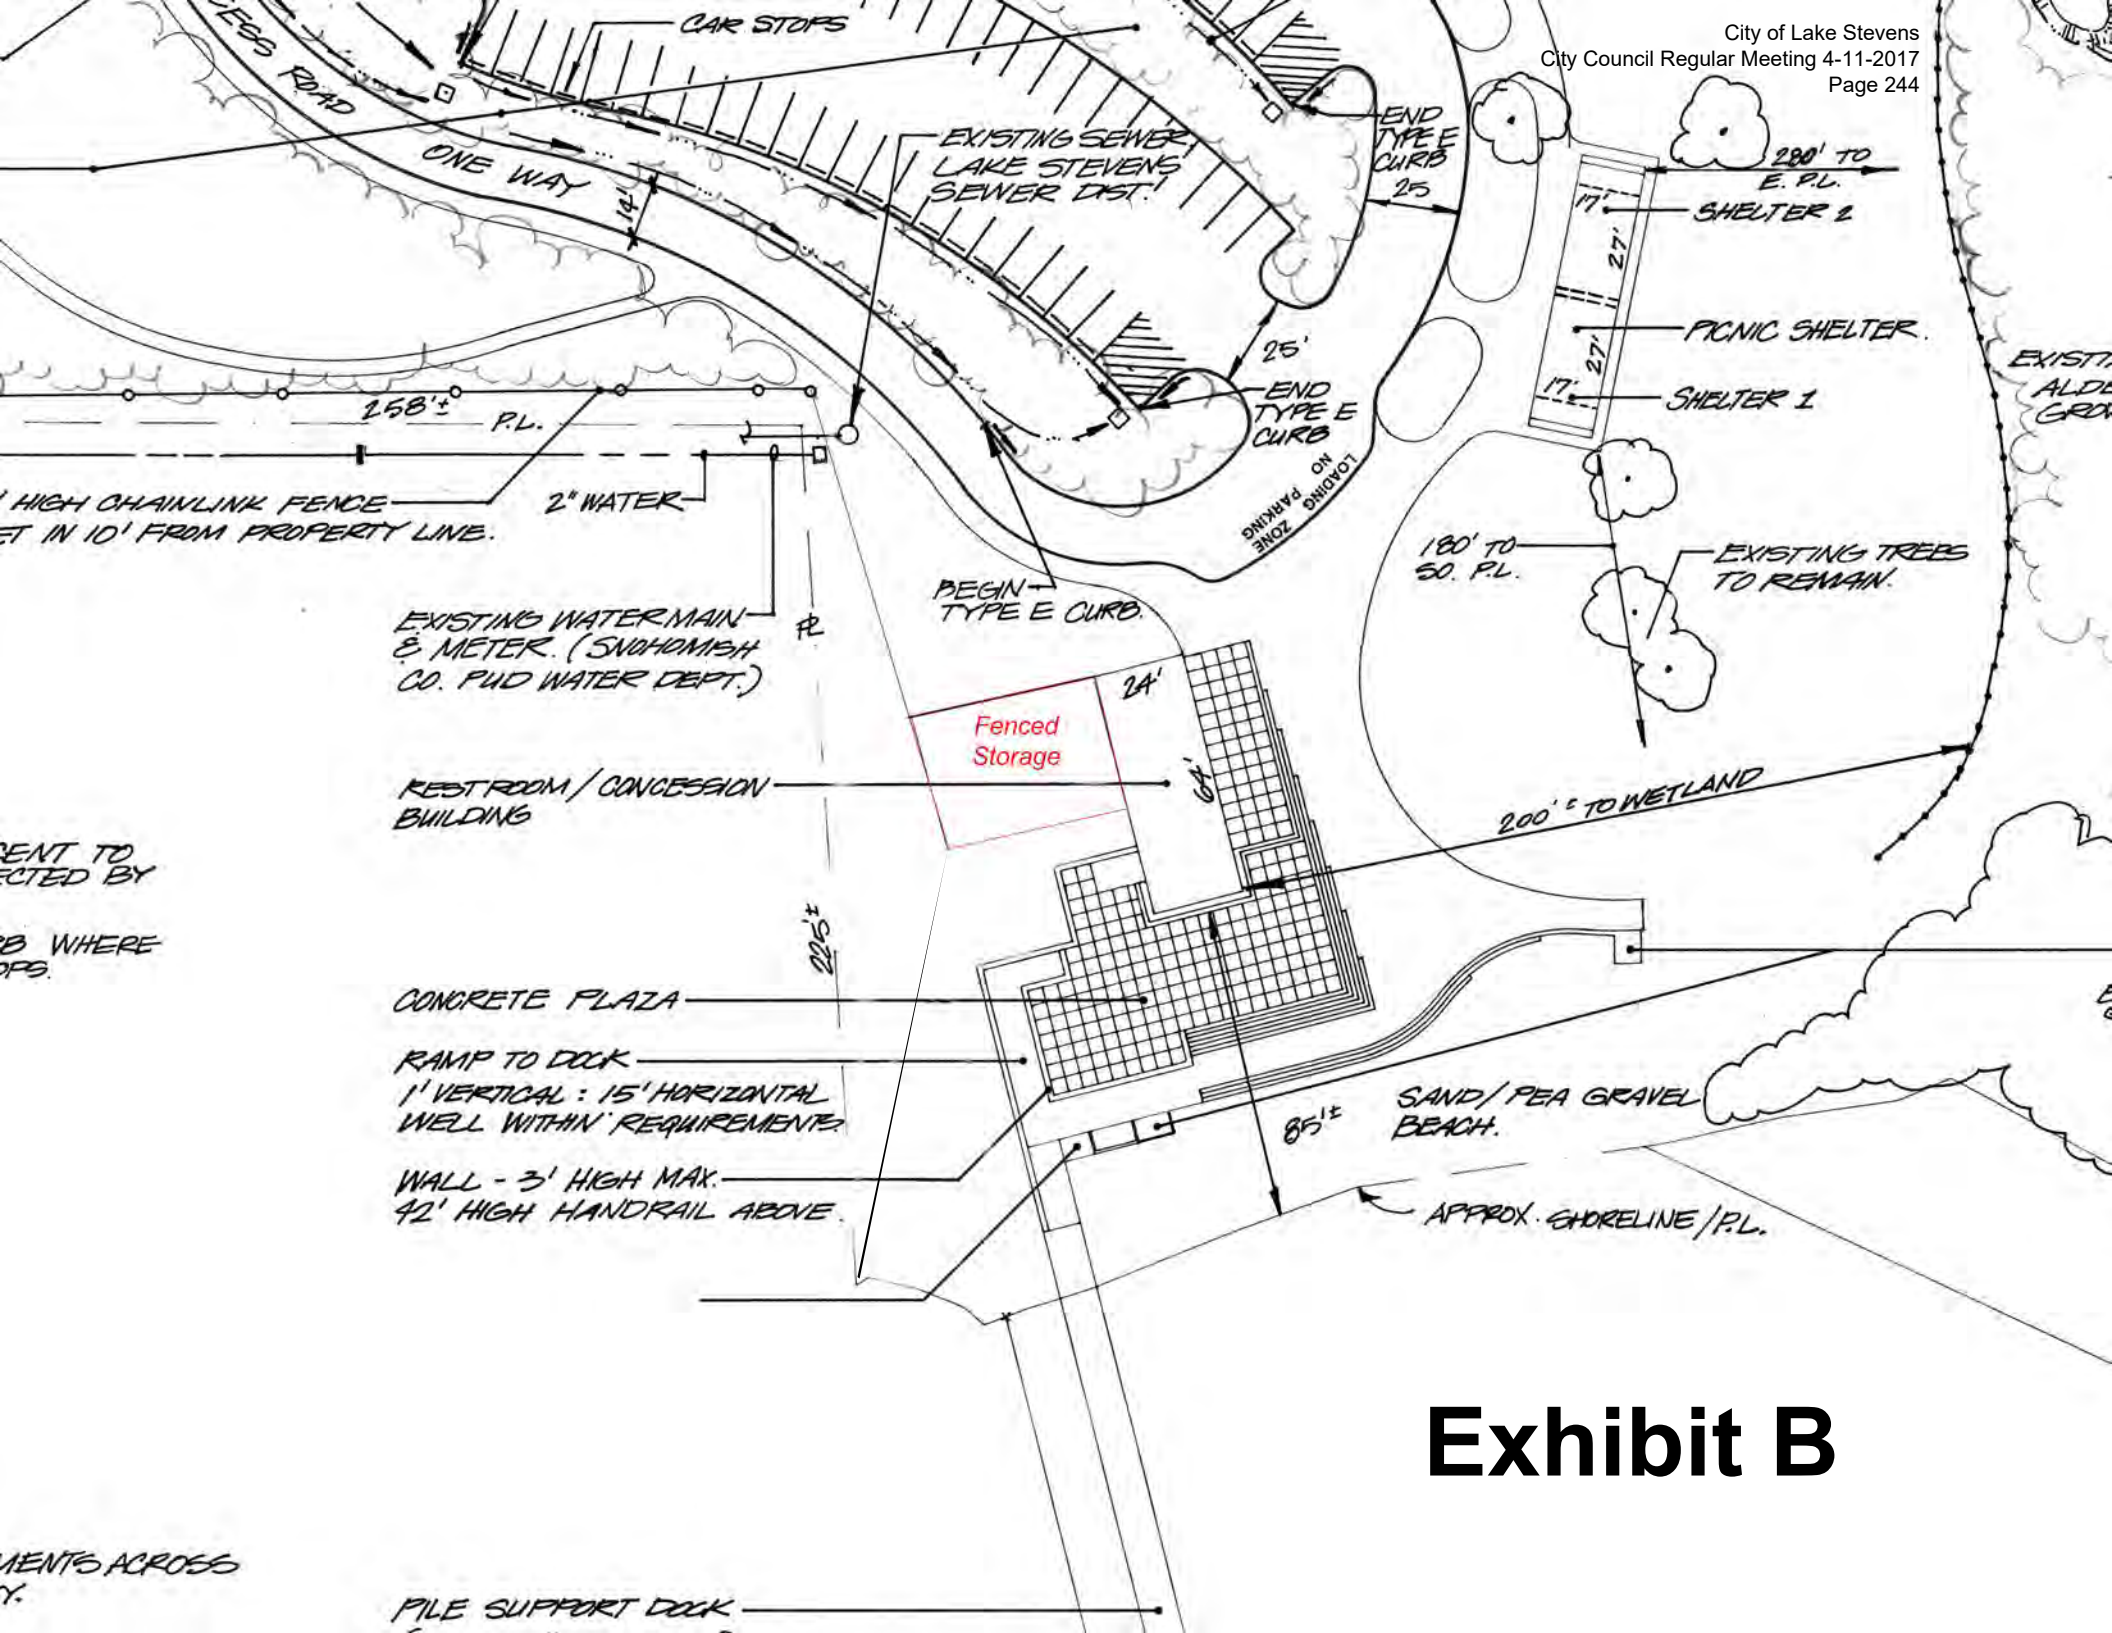 City of Lake Stevens
City Council Regular Meeting 4-11-2017
Page 244
CAR STOPS
ROAD
ONE WAY
14'
EXISTING SEWER,
LAKE STEVENS
SEWER DIST.
END
TYPE E
CURB
25
280' TO
E. P.L.
17'
SHELTER 2
27'
PICNIC SHELTER.
27'
17'
SHELTER 1
25'
END
TYPE E
CURB
LOADING
NO
PARKING
ZONE
258'±
P.L.
HIGH CHAINLINK FENCE
IN 10' FROM PROPERTY LINE.
2" WATER
EXISTING WATERMAIN
& METER. (SNOHOMISH
CO. PUD WATER DEPT.)
BEGIN
TYPE E CURB.
180' TO
SO. P.L.
EXISTING TREES
TO REMAIN.
24'
Fenced
Storage
64'
RESTROOM / CONCESSION
BUILDING
200'± TO WETLAND
TO
BY
WHERE
225'±
CONCRETE PLAZA
RAMP TO DOCK
1' VERTICAL : 15' HORIZONTAL
WELL WITHIN REQUIREMENTS
WALL - 3' HIGH MAX.
42' HIGH HANDRAIL ABOVE.
85'±
SAND/PEA GRAVEL
BEACH.
APPROX. SHORELINE/P.L.
Exhibit B
ACROSS
PILE SUPPORT DOCK